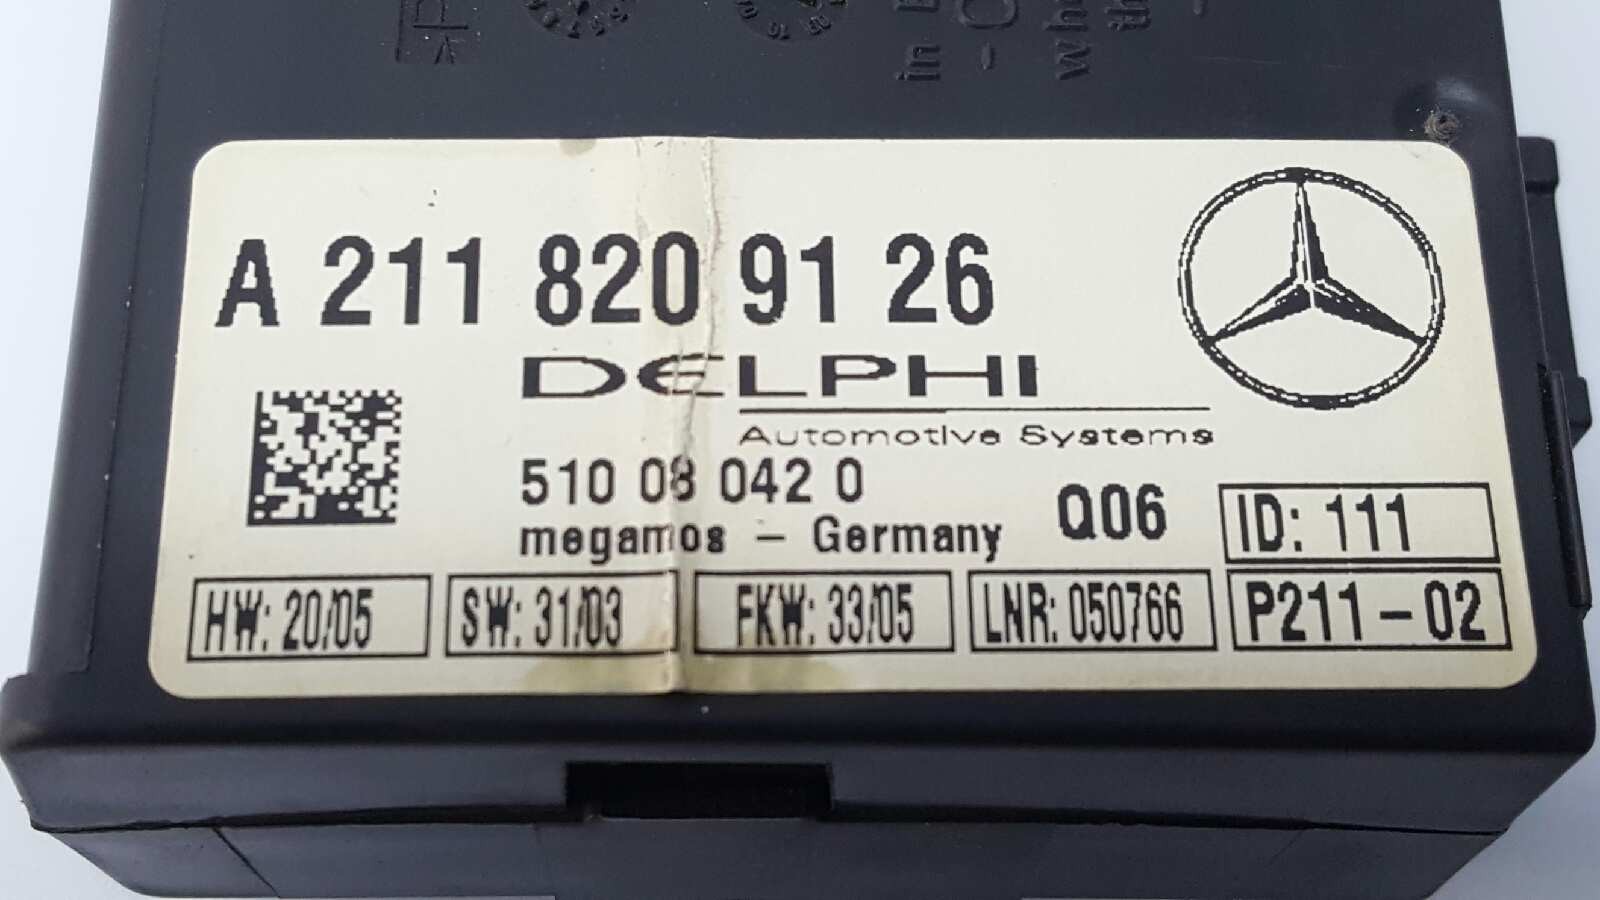 A 211 820 91 26
DELPHI
Automotive Systems
510 08 042 0
megamos - Germany
Q06
ID: 111
HW: 20/05
SW: 31/03
FKW: 33/05
LNR: 050766
P211-02
in